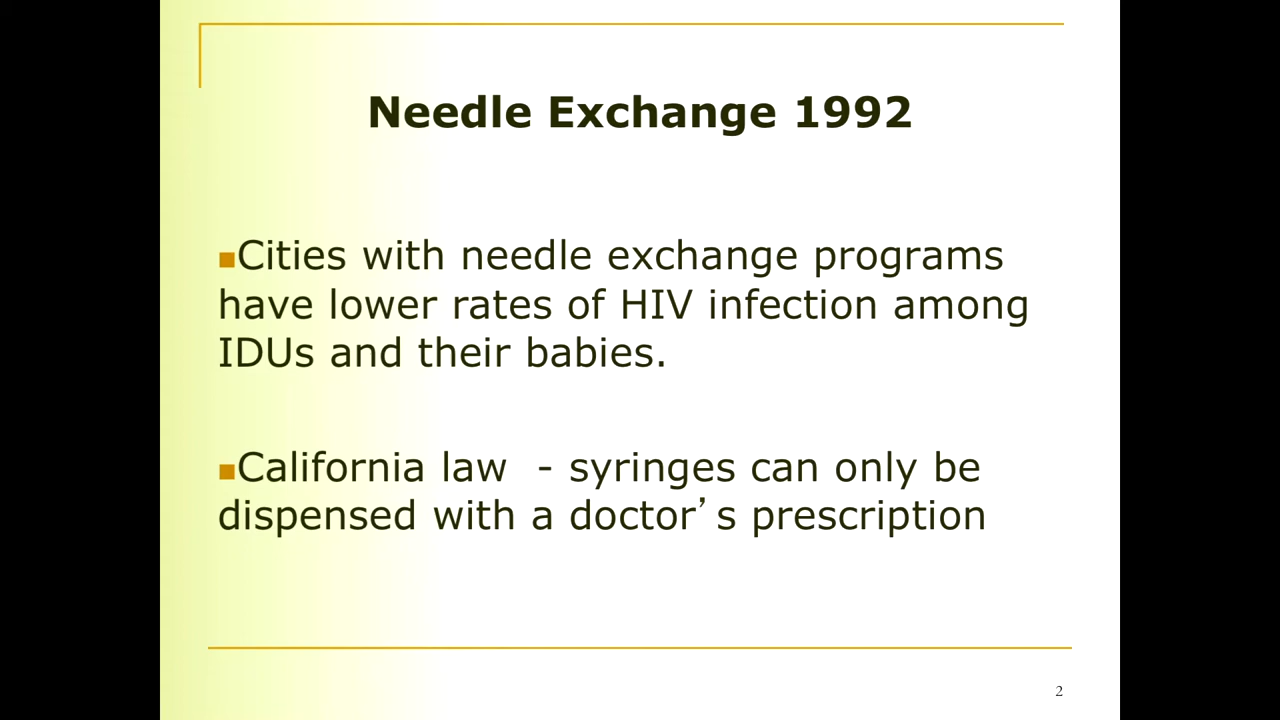 Needle Exchange 1992
■Cities with needle exchange programs
have lower rates of HIV infection among
IDUs and their babies.
■California law - syringes can only be
dispensed with a doctor’s prescription
2